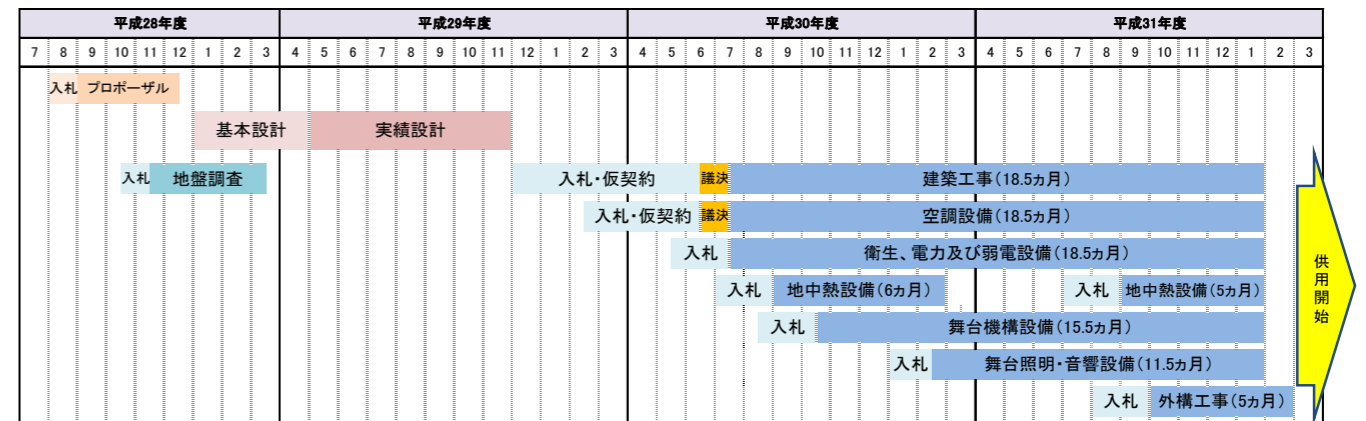 平成28年度 平成29年度 平成30年度 平成31年度
7 8 9 10 11 12 1 2 3 4 5 6 7 8 9 10 11 12 1 2 3 4 5 6 7 8 9 10 11 12 1 2 3 4 5 6 7 8 9 10 11 12 1 2 3
入札 プロポーザル
基本設計 実績設計
入札 地盤調査 入札・仮契約 議決 建築工事(18.5ヵ月)
入札・仮契約 議決 空調設備(18.5ヵ月)
入札 衛生、電力及び弱電設備(18.5ヵ月)
入札 地中熱設備(6ヵ月) 入札 地中熱設備(5ヵ月)
入札 舞台機構設備(15.5ヵ月)
入札 舞台照明・音響設備(11.5ヵ月)
入札 外構工事(5ヵ月)
供用開始